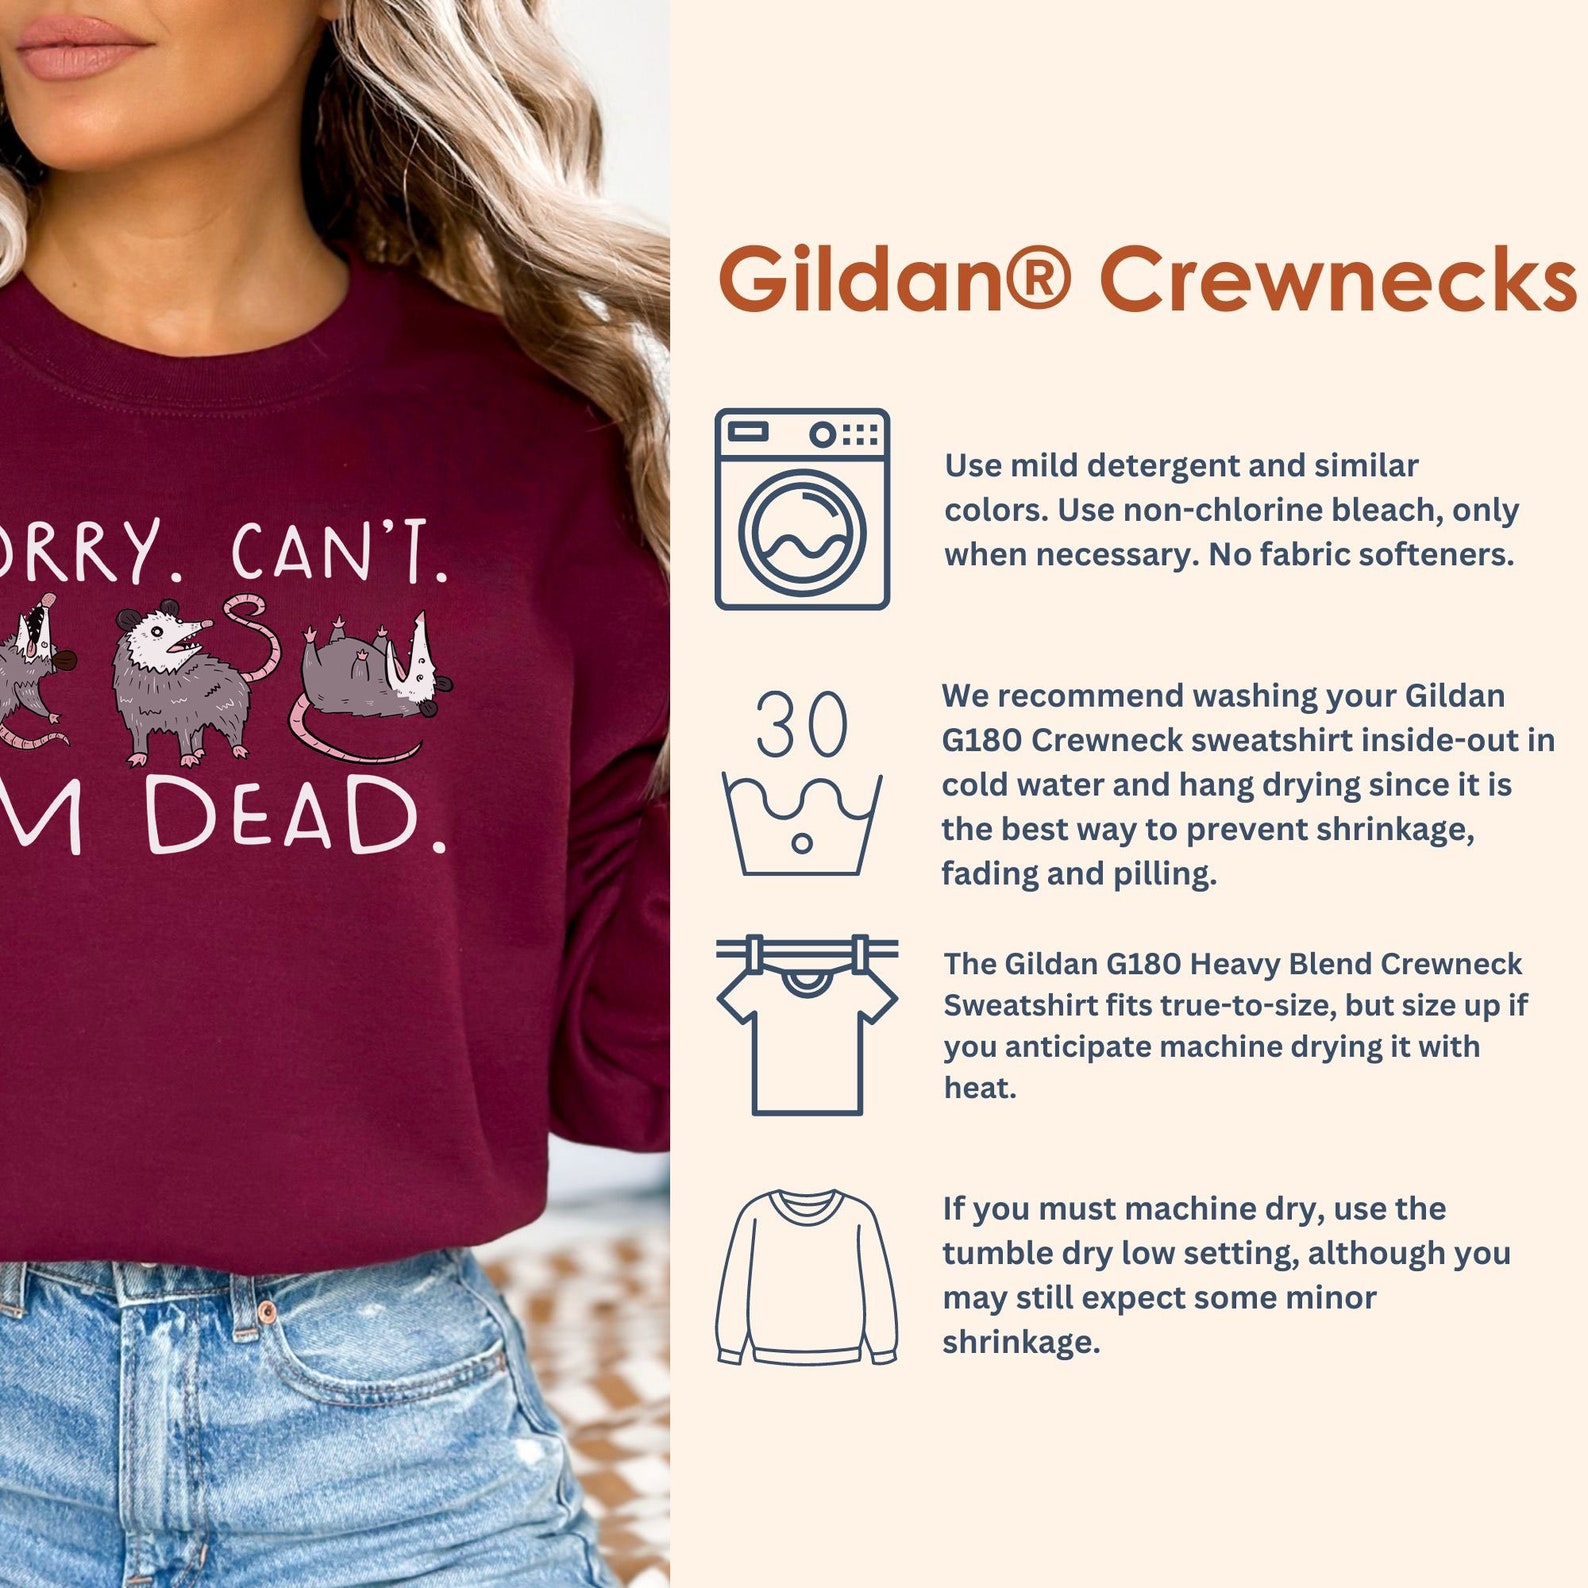 ORRY. CAN'T.
M DEAD.
Gildan® Crewnecks
Use mild detergent and similar
colors. Use non-chlorine bleach, only
when necessary. No fabric softeners.
30
We recommend washing your Gildan
G180 Crewneck sweatshirt inside-out in
cold water and hang drying since it is
the best way to prevent shrinkage,
fading and pilling.
The Gildan G180 Heavy Blend Crewneck
Sweatshirt fits true-to-size, but size up if
you anticipate machine drying it with
heat.
If you must machine dry, use the
tumble dry low setting, although you
may still expect some minor
shrinkage.